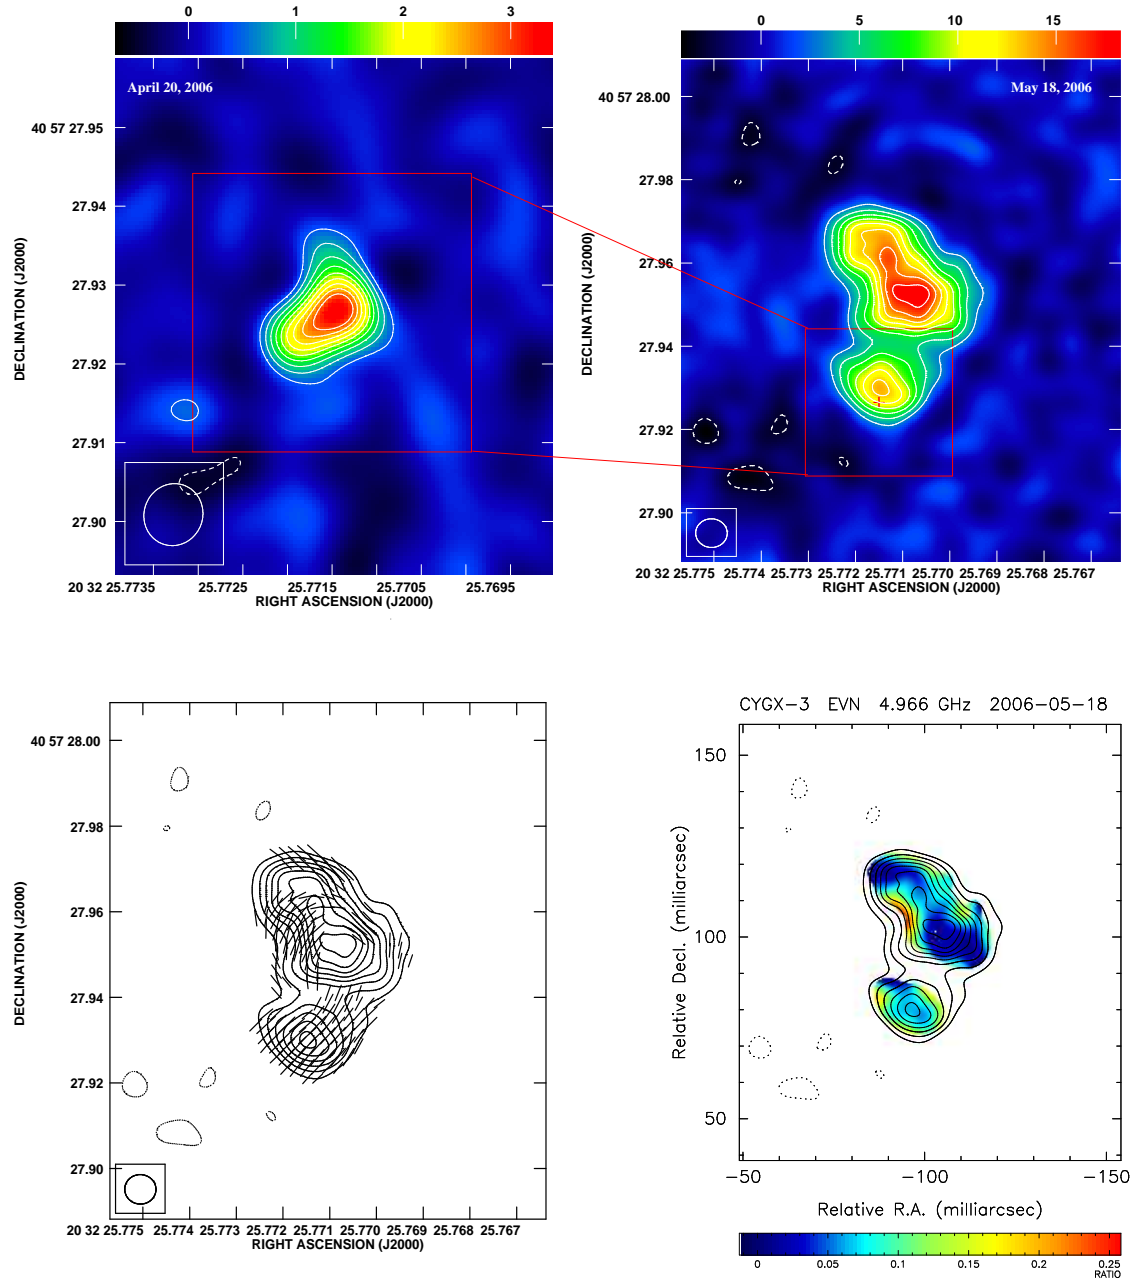 0 1 2 3
April 20, 2006
27.95
27.94
27.93
27.92
27.91
27.90
40 57
DECLINATION (J2000)
20 32 25.7735 25.7725 25.7715 25.7705 25.7695
RIGHT ASCENSION (J2000)
0 5 10 15
May 18, 2006
40 57 28.00
27.98
27.96
27.94
27.92
27.90
DECLINATION (J2000)
20 32 25.775 25.774 25.773 25.772 25.771 25.770 25.769 25.768 25.767
RIGHT ASCENSION (J2000)
40 57 28.00
27.98
27.96
27.94
27.92
27.90
DECLINATION (J2000)
20 32 25.775 25.774 25.773 25.772 25.771 25.770 25.769 25.768 25.767
RIGHT ASCENSION (J2000)
CYGX-3 EVN 4.966 GHz 2006-05-18
150
100
50
Relative Decl. (milliarcsec)
-50 -100 -150
Relative R.A. (milliarcsec)
0 0.05 0.1 0.15 0.2 0.25
RATIO